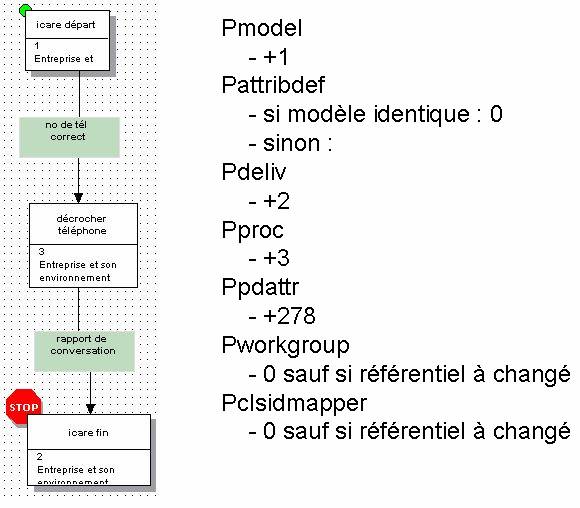 icare départ
1
Entreprise et
no de tél
correct
décrocher
téléphone
3
Entreprise et son
environnement
rapport de
conversation
STOP
icare fin
2
Entreprise et son
environnement
Pmodel
- +1
Pattribdef
- si modèle identique : 0
- sinon :
Pdeliv
- +2
Pproc
- +3
Ppdattr
- +278
Pworkgroup
- 0 sauf si référentiel à changé
Pclsidmapper
- 0 sauf si référentiel à changé